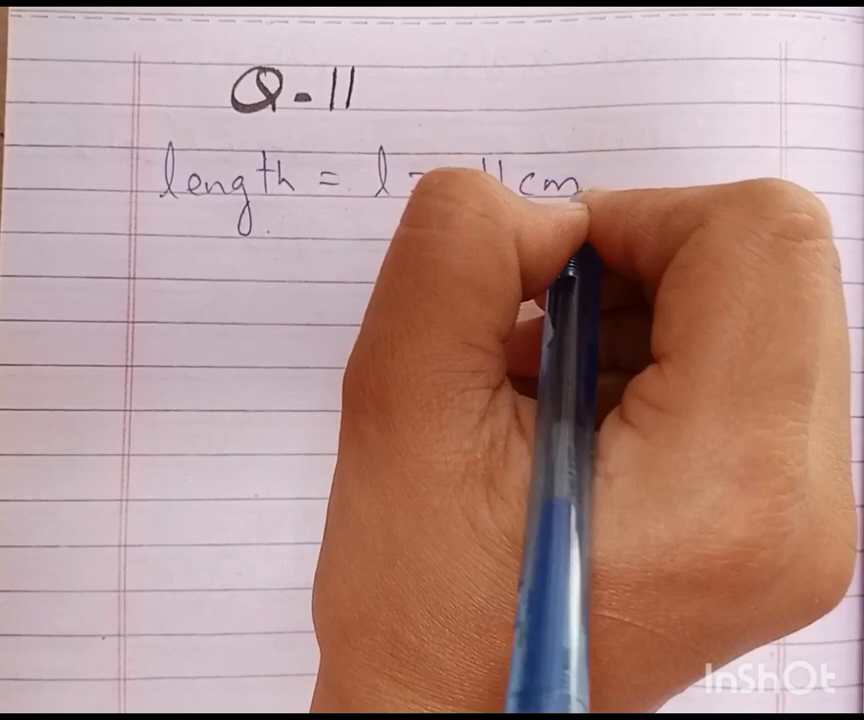 Q-11
length = l = cm
InShOt